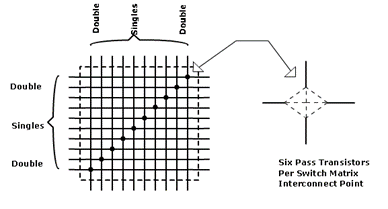 Double
Singles
Double
Double
Singles
Double
Six Pass Transistors
Per Switch Matrix
Interconnect Point